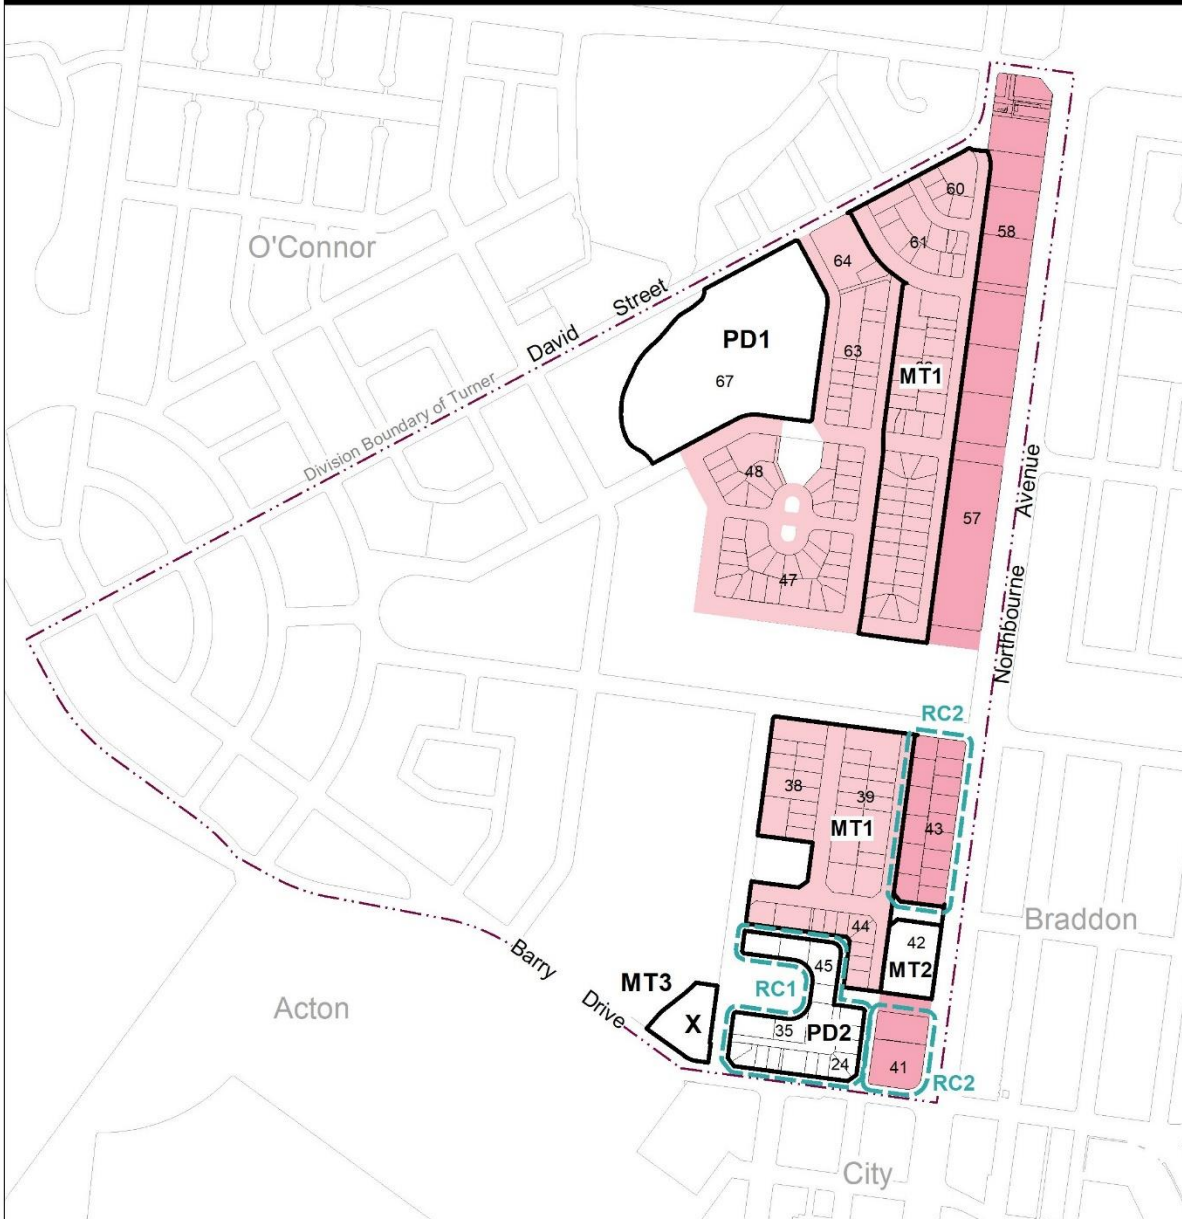 60
58
O'Connor
61
64
David Street
PD1
63
MT1
67
Division Boundary of Turner
48
Northbourne Avenue
57
47
RC2
38
39
MT1
43
44
42
Braddon
Barry Drive
45
MT2
MT3
RC1
Acton
X
35
PD2
24
41
RC2
City